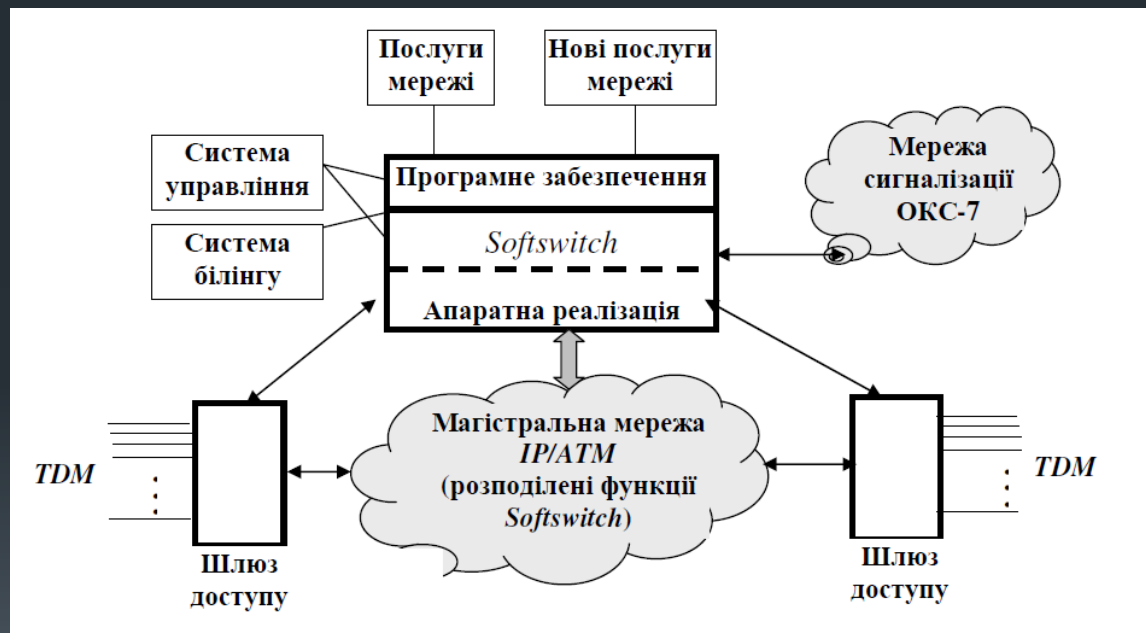 Послуги
мережі
Нові послуги
мережі
Система
управління
Програмне забезпечення
Мережа
сигналізації
ОКС-7
Система
білінгу
Softswitch
Апаратна реалізація
Магістральна мережа
IP/ATM
(розподілені функції
Softswitch)
TDM
TDM
Шлюз
доступу
Шлюз
доступу